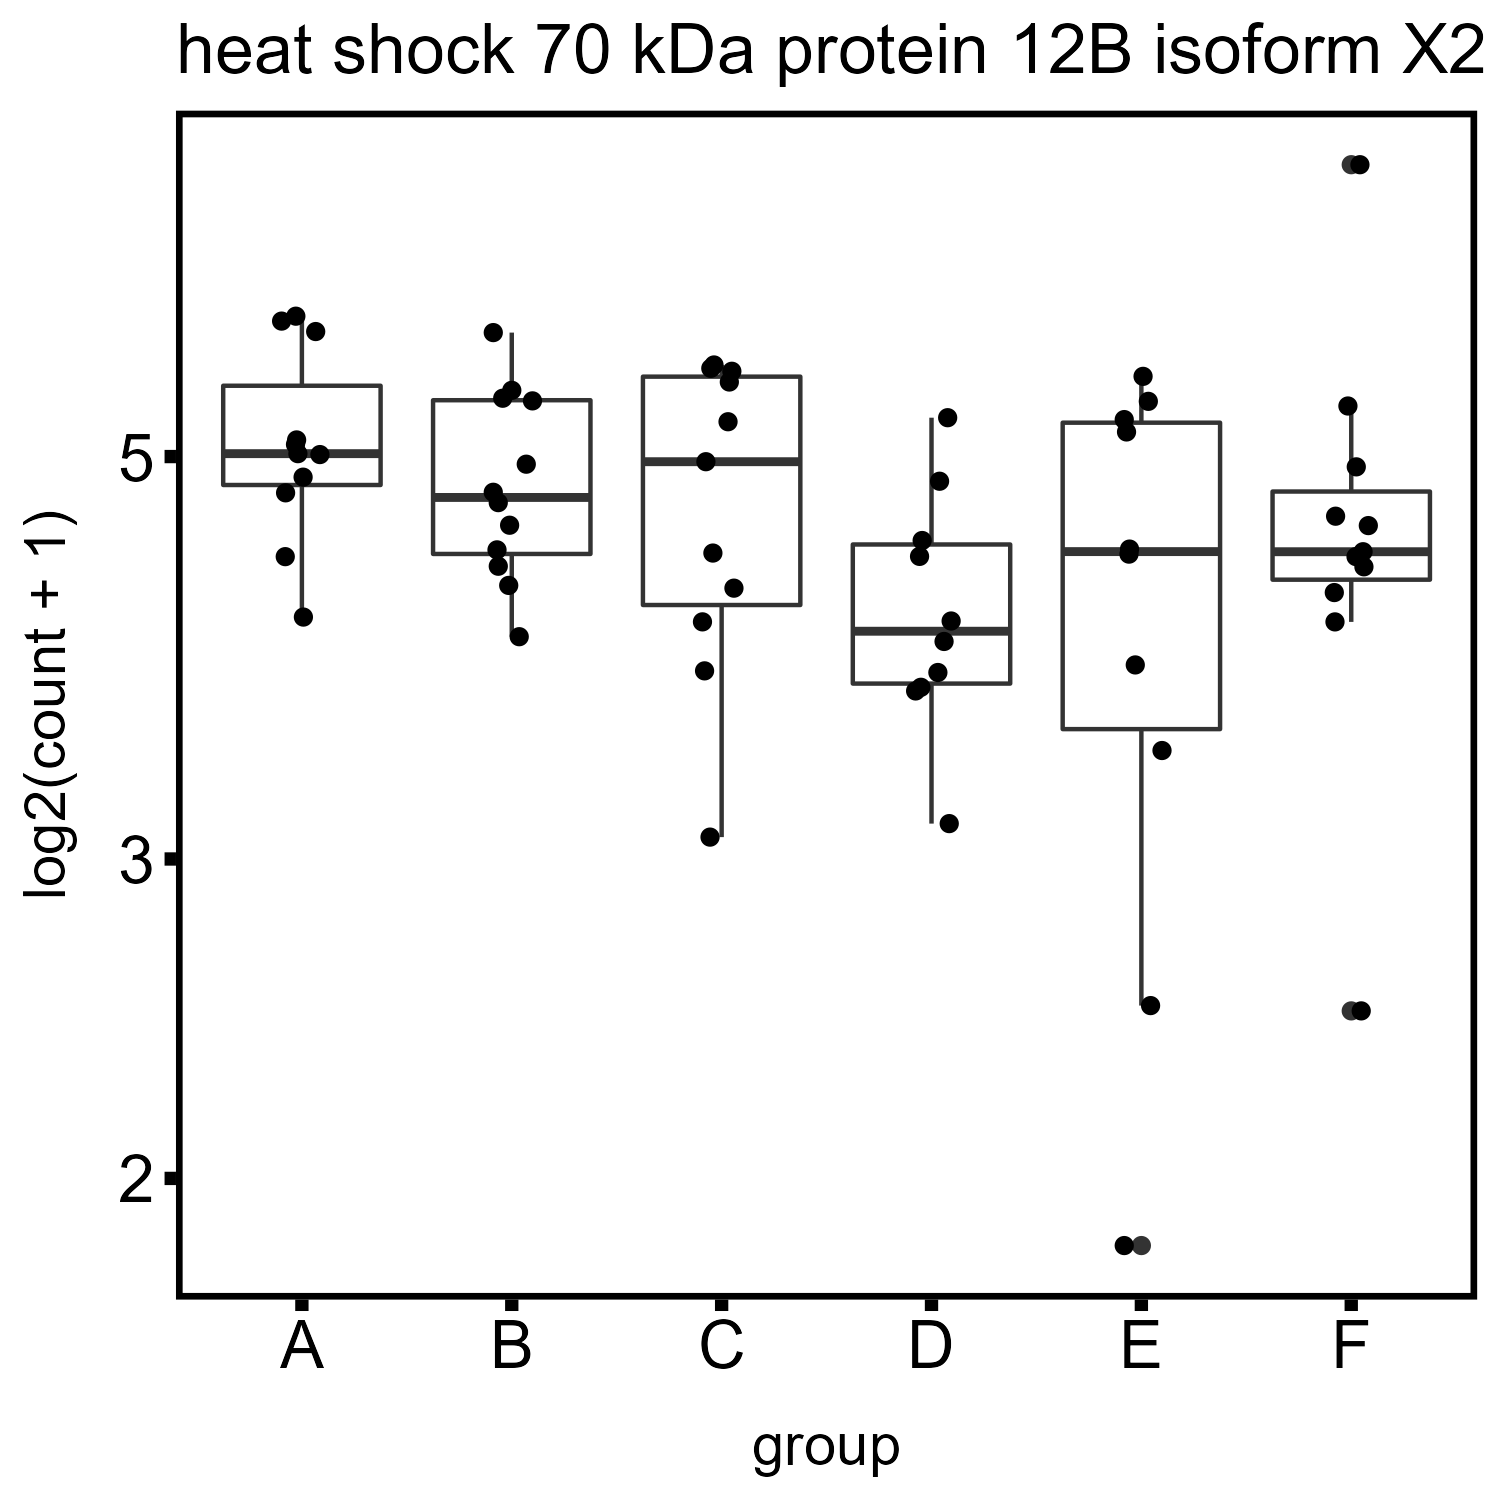 heat shock 70 kDa protein 12B isoform X2
log2(count + 1)
5
3
2
A B C D E F
group